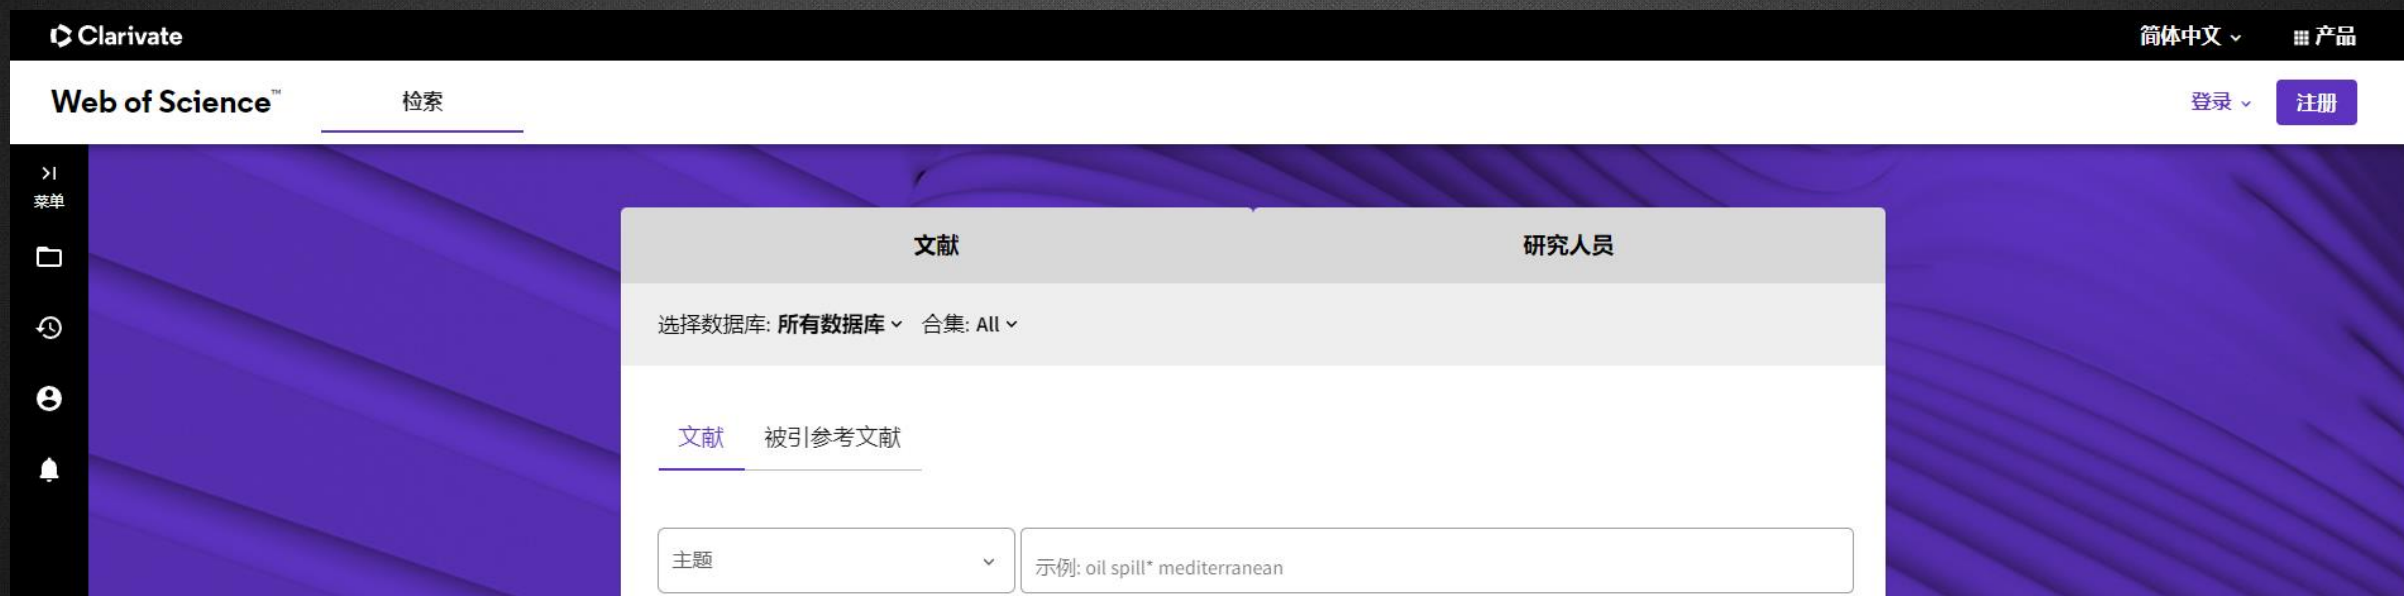 Clarivate 简体中文 产品
Web of Science™ 检索 登录 注册
菜单
文献 研究人员
选择数据库: 所有数据库 合集: All
文献 被引参考文献
主题 示例: oil spill* mediterranean